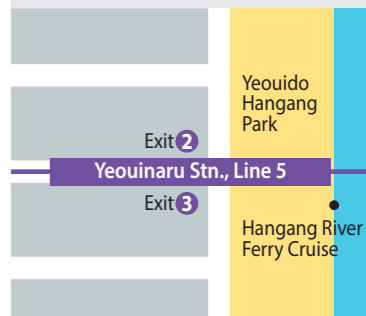 Yeouido
Hangang
Park
Exit 2
Yeouinaru Stn., Line 5
Exit 3
Hangang River
Ferry Cruise